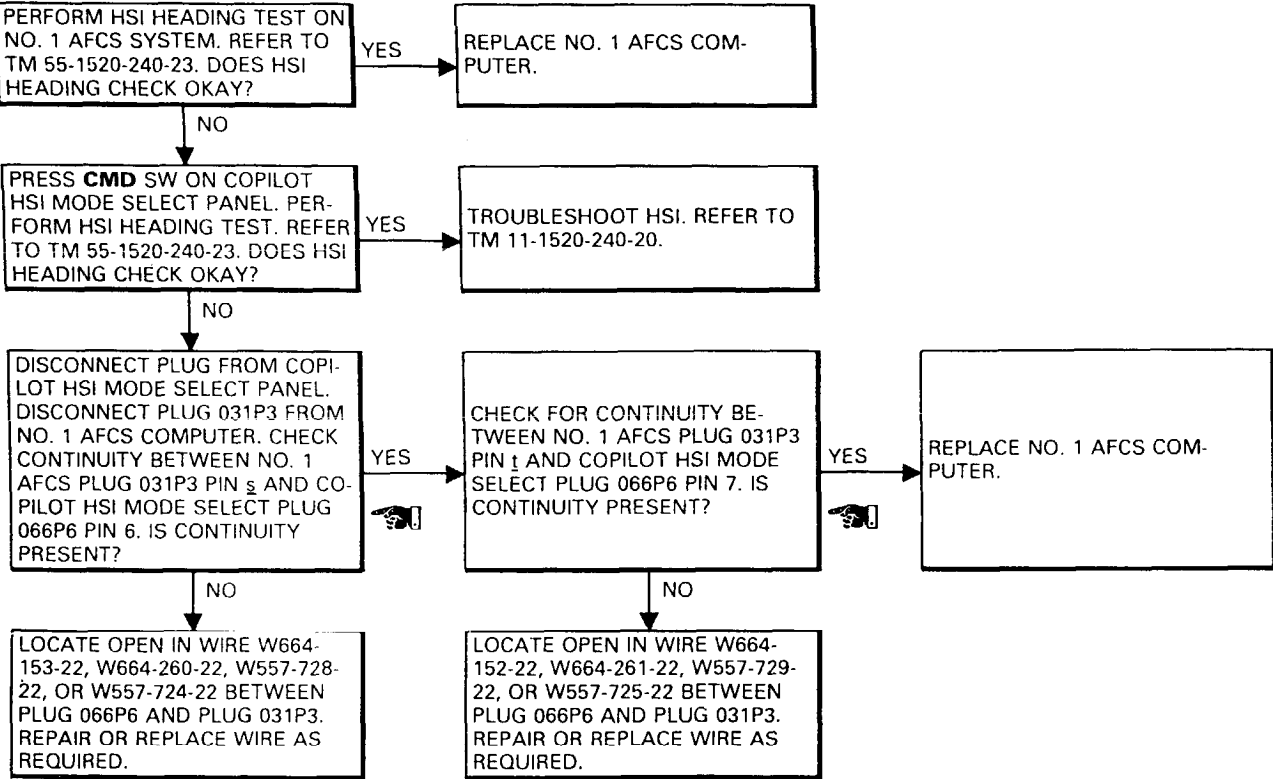 PERFORM HSI HEADING TEST ON
NO. 1 AFCS SYSTEM. REFER TO
TM 55-1520-240-23. DOES HSI
HEADING CHECK OKAY?
YES
REPLACE NO. 1 AFCS COM-
PUTER.
NO
PRESS CMD SW ON COPILOT
HSI MODE SELECT PANEL. PER-
FORM HSI HEADING TEST. REFER
TO TM 55-1520-240-23. DOES HSI
HEADING CHECK OKAY?
YES
TROUBLESHOOT HSI. REFER TO
TM 11-1520-240-20.
NO
DISCONNECT PLUG FROM COPI-
LOT HSI MODE SELECT PANEL.
DISCONNECT PLUG 031P3 FROM
NO. 1 AFCS COMPUTER. CHECK
CONTINUITY BETWEEN NO. 1
AFCS PLUG 031P3 PIN s AND CO-
PILOT HSI MODE SELECT PLUG
066P6 PIN 6. IS CONTINUITY
PRESENT?
YES
CHECK FOR CONTINUITY BE-
TWEEN NO. 1 AFCS PLUG 031P3
PIN t AND COPILOT HSI MODE
SELECT PLUG 066P6 PIN 7. IS
CONTINUITY PRESENT?
YES
REPLACE NO. 1 AFCS COM-
PUTER.
NO
LOCATE OPEN IN WIRE W664-
153-22, W664-260-22, W557-728-
22, OR W557-724-22 BETWEEN
PLUG 066P6 AND PLUG 031P3.
REPAIR OR REPLACE WIRE AS
REQUIRED.
NO
LOCATE OPEN IN WIRE W664-
152-22, W664-261-22, W557-729-
22, OR W557-725-22 BETWEEN
PLUG 066P6 AND PLUG 031P3.
REPAIR OR REPLACE WIRE AS
REQUIRED.